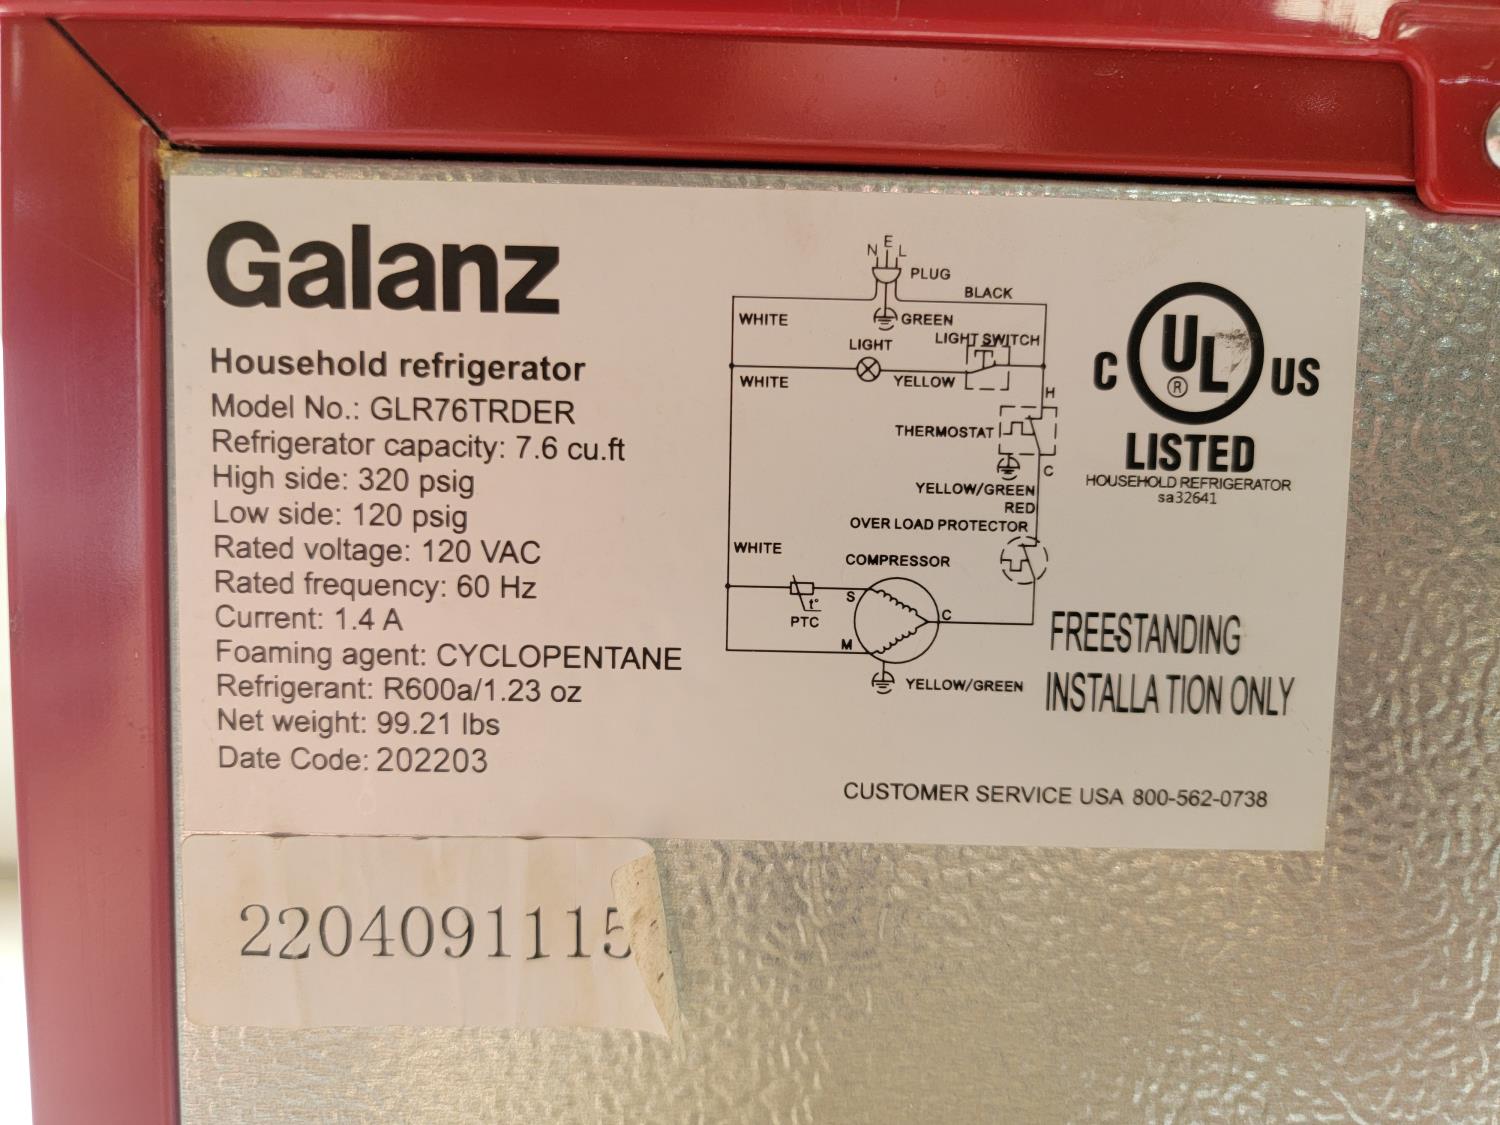 Galanz
Household refrigerator
Model No.: GLR76TRDER
Refrigerator capacity: 7.6 cu.ft
High side: 320 psig
Low side: 120 psig
Rated voltage: 120 VAC
Rated frequency: 60 Hz
Current: 1.4 A
Foaming agent: CYCLOPENTANE
Refrigerant: R600a/1.23 oz
Net weight: 99.21 lbs
Date Code: 202203
N E L
PLUG
BLACK
WHITE
GREEN
LIGHT
LIGHT SWITCH
WHITE
YELLOW
H
THERMOSTAT
C
YELLOW/GREEN
RED
OVER LOAD PROTECTOR
WHITE
COMPRESSOR
S
t°
PTC
C
M
YELLOW/GREEN
C UL US
®
LISTED
HOUSEHOLD REFRIGERATOR
sa32641
FREESTANDING
INSTALLATION ONLY
CUSTOMER SERVICE USA 800-562-0738
2204091115